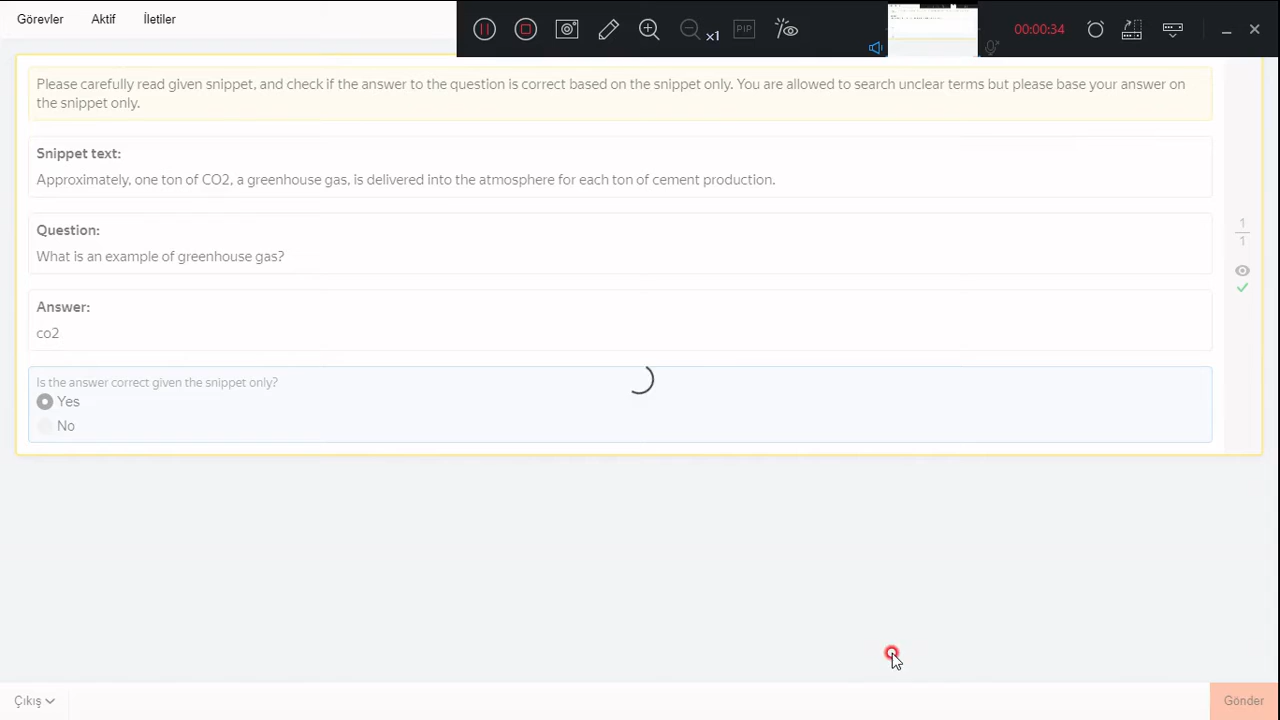 Görevler Aktif İletiler
x1 PIP 00:00:34
Please carefully read given snippet, and check if the answer to the question is correct based on the snippet only. You are allowed to search unclear terms but please base your answer on
the snippet only.
Snippet text:
Approximately, one ton of CO2, a greenhouse gas, is delivered into the atmosphere for each ton of cement production.
Question:
What is an example of greenhouse gas?
1
1
Answer:
co2
Is the answer correct given the snippet only?
Yes
No
Çıkış Gönder